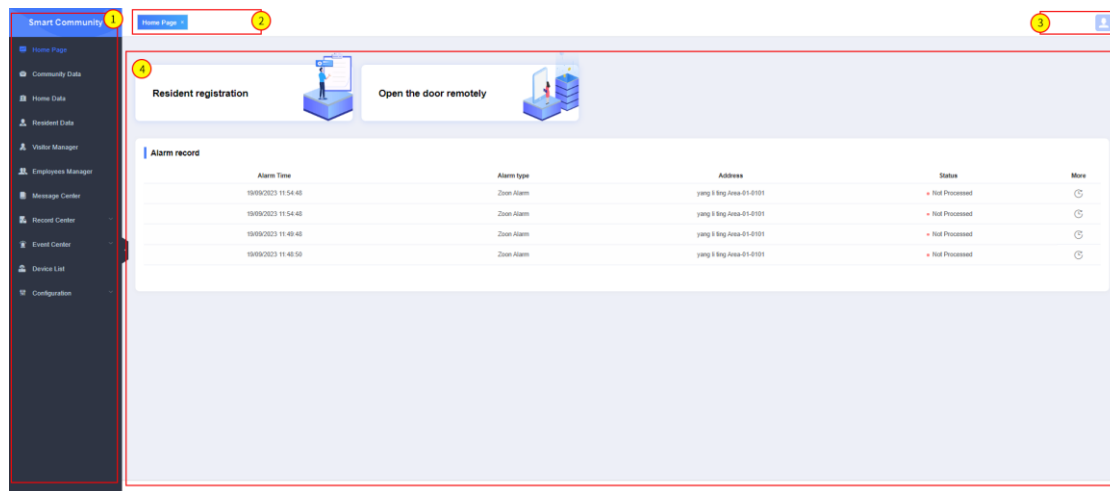 Smart Community
1
Home Page
2
3
Home Page
Community Data
Home Data
Resident Data
Visitor Manager
Employees Manager
Message Center
Record Center
Event Center
Device List
Configuration
4
Resident registration
Open the door remotely
Alarm record
Alarm Time Alarm type Address Status More
19/09/2023 11:54:48 Zoon Alarm yang li ting Area-01-0101 Not Processed
19/09/2023 11:54:48 Zoon Alarm yang li ting Area-01-0101 Not Processed
19/09/2023 11:49:48 Zoon Alarm yang li ting Area-01-0101 Not Processed
19/09/2023 11:48:58 Zoon Alarm yang li ting Area-01-0101 Not Processed